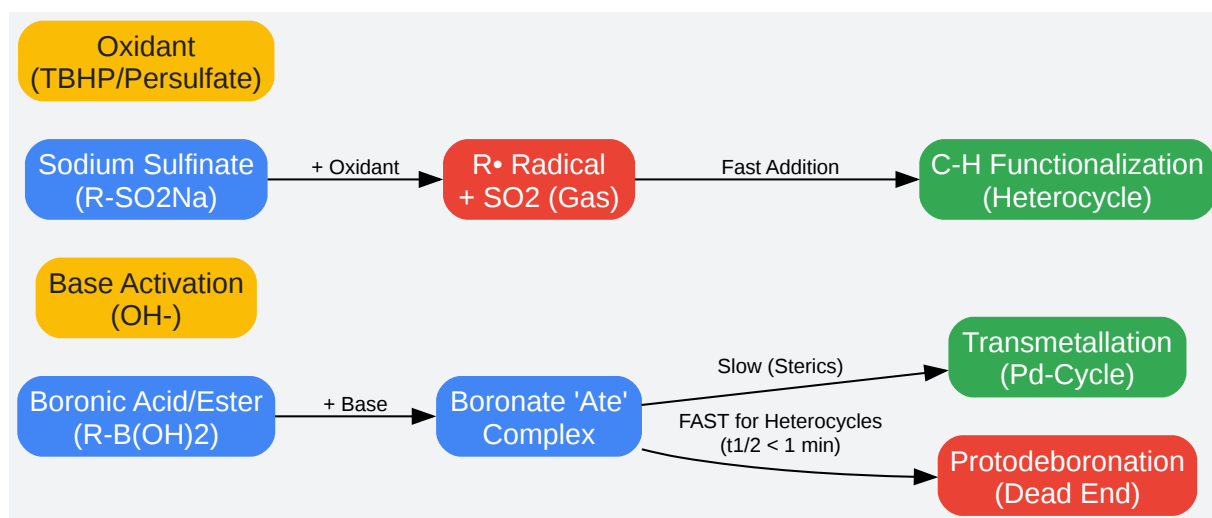 Oxidant
(TBHP/Persulfate)
Sodium Sulfinate
(R-SO2Na)
+ Oxidant
R• Radical
+ SO2 (Gas)
Fast Addition
C-H Functionalization
(Heterocycle)
Base Activation
(OH-)
Boronic Acid/Ester
(R-B(OH)2)
+ Base
Boronate 'Ate'
Complex
Slow (Sterics)
Transmetallation
(Pd-Cycle)
FAST for Heterocycles
(t1/2 < 1 min)
Protodeboronation
(Dead End)